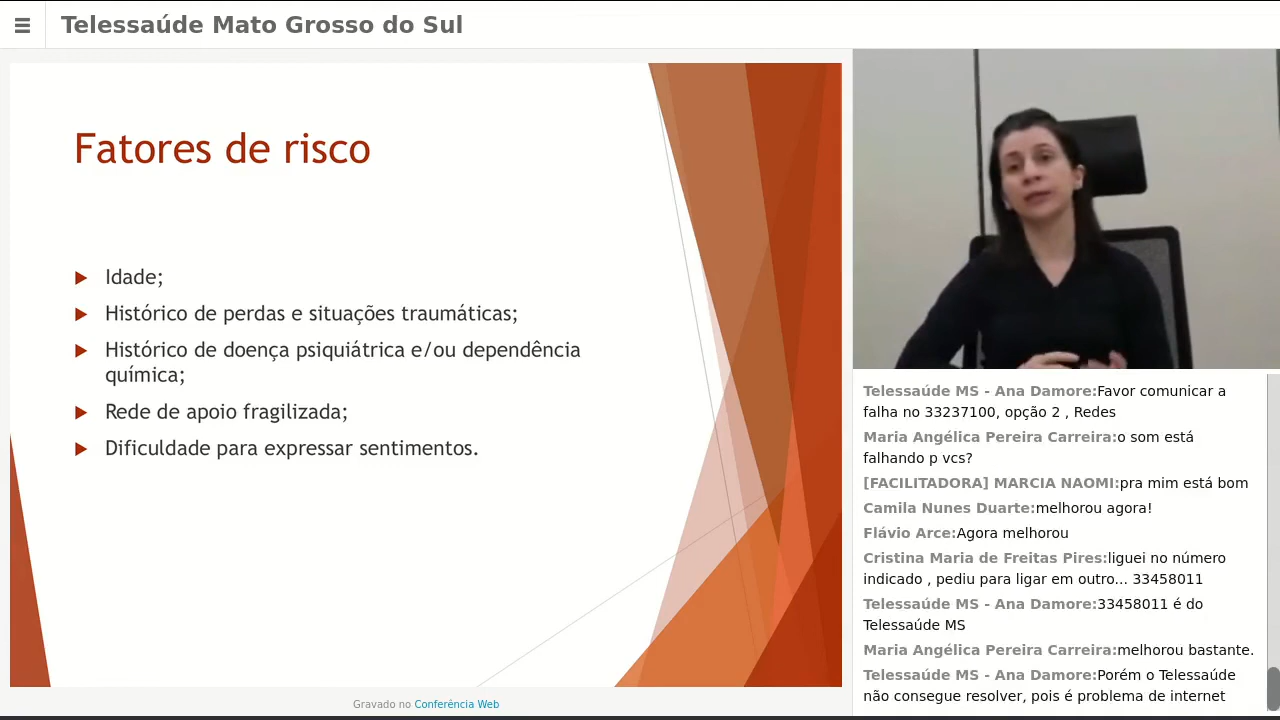 Telessaúde Mato Grosso do Sul
Fatores de risco
Idade;
Histórico de perdas e situações traumáticas;
Histórico de doença psiquiátrica e/ou dependência
química;
Rede de apoio fragilizada;
Dificuldade para expressar sentimentos.
Gravado no Conferência Web
Telessaúde MS - Ana Damore:Favor comunicar a
falha no 33237100, opção 2 , Redes
Maria Angélica Pereira Carreira:o som está
falhando p vcs?
[FACILITADORA] MARCIA NAOMI:pra mim está bom
Camila Nunes Duarte:melhorou agora!
Flávio Arce:Agora melhorou
Cristina Maria de Freitas Pires:liguei no número
indicado , pediu para ligar em outro... 33458011
Telessaúde MS - Ana Damore:33458011 é do
Telessaúde MS
Maria Angélica Pereira Carreira:melhorou bastante.
Telessaúde MS - Ana Damore:Porém o Telessaúde
não consegue resolver, pois é problema de internet